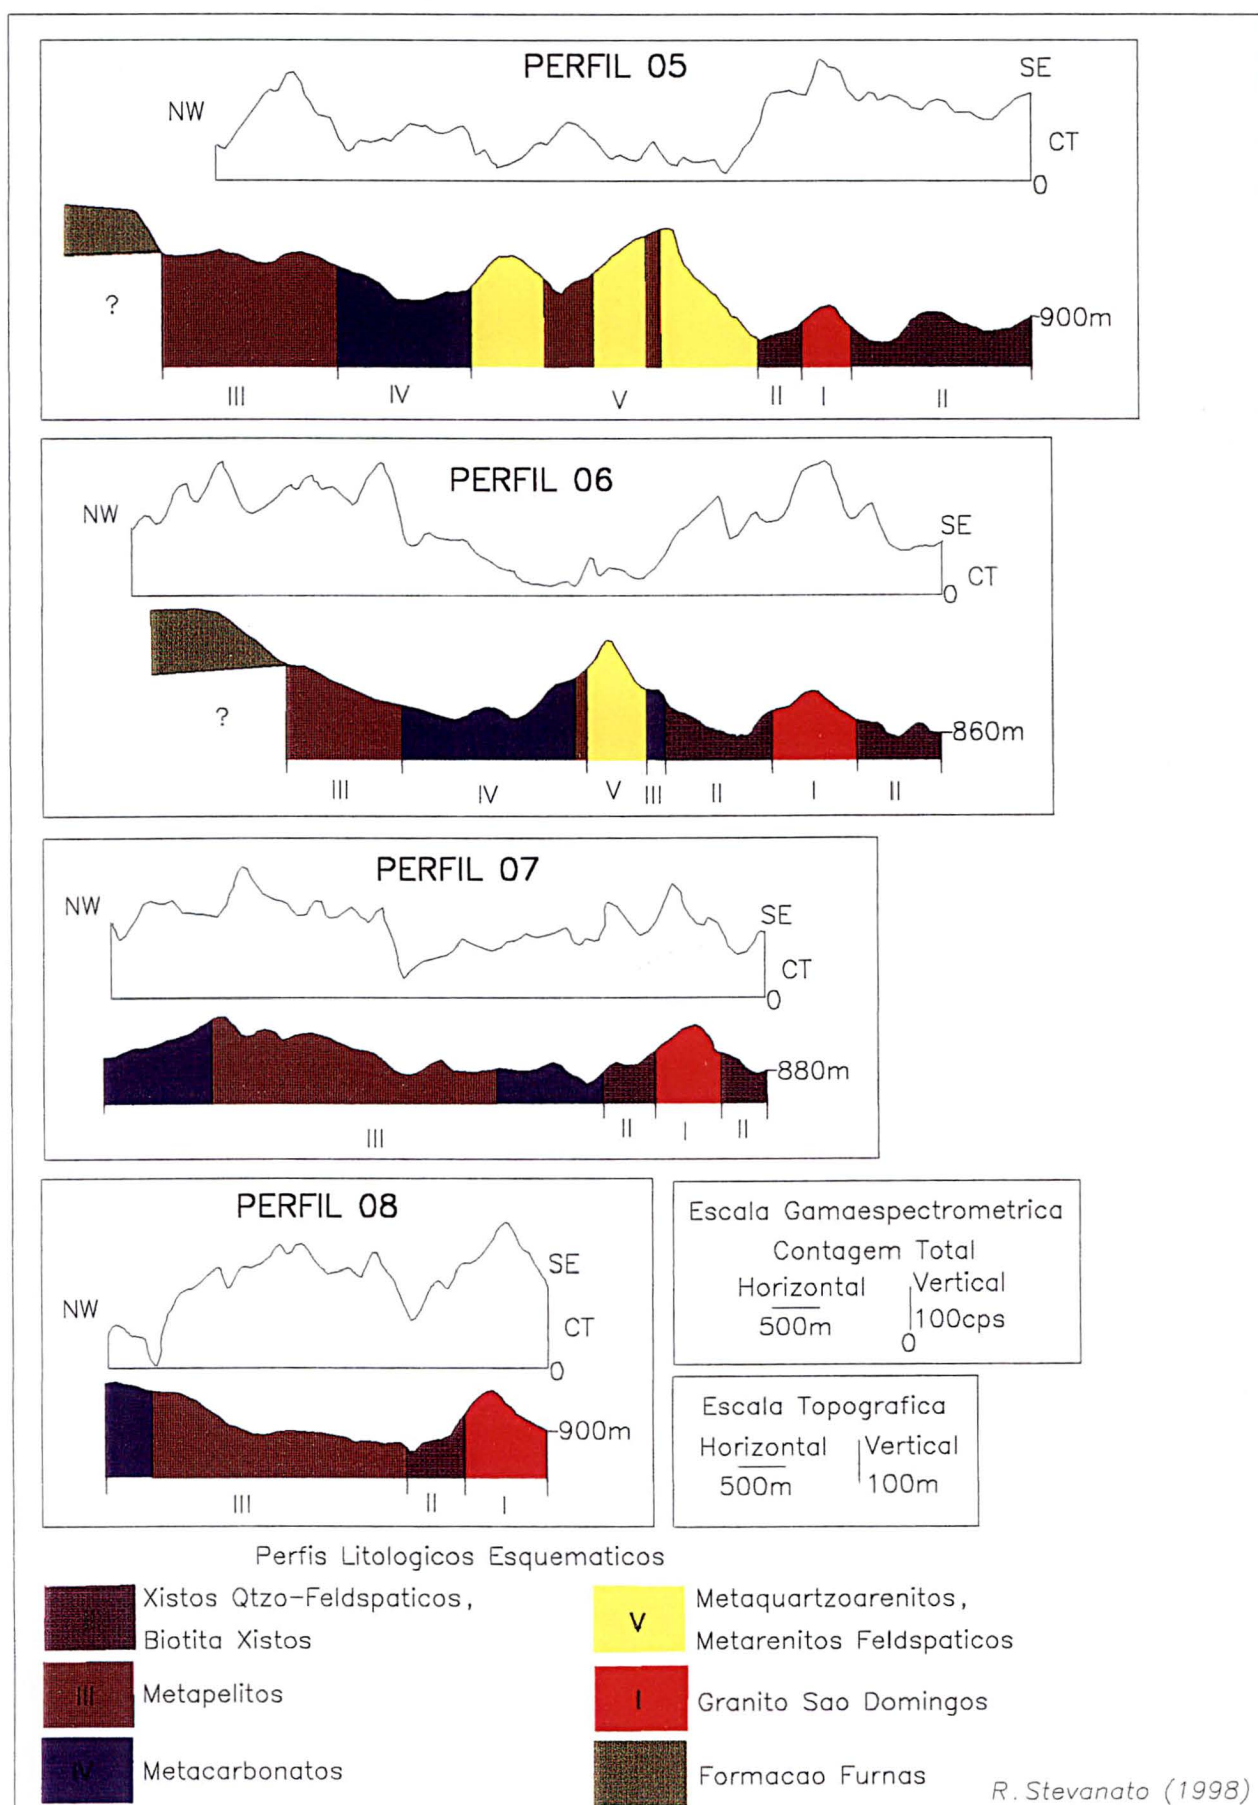 PERFIL 05
NW
SE
CT
0
?
900m
III IV V II I II
PERFIL 06
NW
SE
CT
0
?
860m
III IV V III II I II
PERFIL 07
NW
SE
CT
0
880m
III II I II
PERFIL 08
NW
SE
CT
0
900m
III II I
Escala Gamaespectrometrica
Contagem Total
Horizontal Vertical
500m 100cps
0
Escala Topografica
Horizontal Vertical
500m 100m
Perfis Litologicos Esquematicos
Xistos Qtzo-Feldspaticos,
Biotita Xistos
III Metapelitos
IV Metacarbonatos
V Metaquartzoarenitos,
Metarenitos Feldspaticos
I Granito Sao Domingos
Formacao Furnas
R. Stevanato (1998)